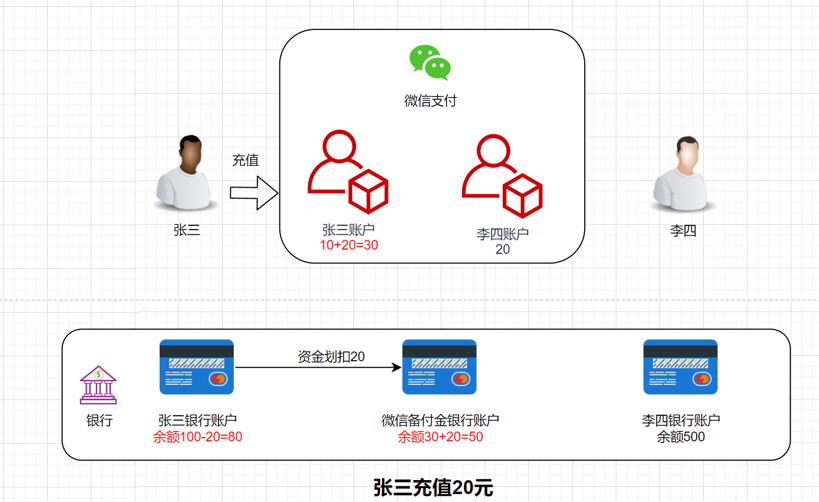 微信支付
充值
张三
张三账户
10+20=30
李四账户
20
李四
资金划扣20
银行
张三银行账户
余额100-20=80
微信备付金银行账户
余额30+20=50
李四银行账户
余额500
张三充值20元